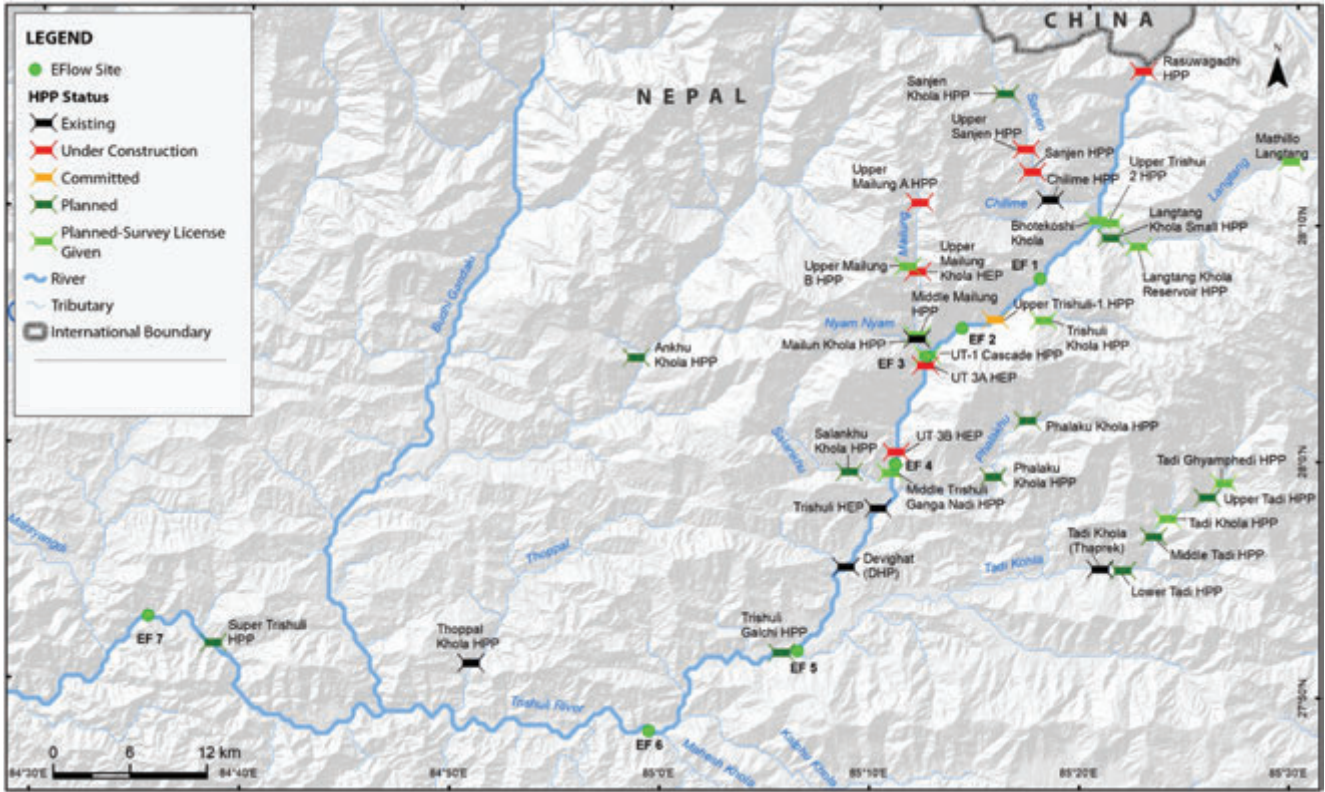 LEGEND
EFlow Site
HPP Status
Existing
Under Construction
Committed
Planned
Planned-Survey License
Given
River
Tributary
International Boundary
CHINA
NEPAL
N
Rasuwagadhi
HPP
Sanjen
Khola HPP
Sanjen
Upper
Sanjen HPP
Sanjen HPP
Chilime HPP
Chilime
Upper Trishui
2 HPP
Mathillo
Langtang
Langtang
Langtang
Khola Small HPP
Langtang Khola
Reservoir HPP
Bhotekoshi
Khola
Upper
Mailung A HPP
Mailung
Upper Mailung
B HPP
Upper
Mailung
Khola HEP
Middle Mailung
HPP
EF 1
Upper Trishuli-1 HPP
Trishuli
Khola HPP
EF 2
Nyam Nyam
Mailun Khola HPP
EF 3
UT-1 Cascade HPP
UT 3A HEP
Ankhu
Khola HPP
Budhi Gandaki
Phalaku Khola HPP
Phalakhu
Phalaku
Khola HPP
Salankhu
Khola HPP
Salankhu
UT 3B HEP
EF 4
Middle Trishuli
Ganga Nadi HPP
Trishuli HEP
Devighat
(DHP)
Tadi Ghyamphedi HPP
Upper Tadi HPP
Tadi Khola HPP
Middle Tadi HPP
Tadi Khola
(Thaprek)
Lower Tadi HPP
Tadi Kohla
Thoppal
Thoppal
Khola HPP
Trishuli
Galchi HPP
EF 5
EF 6
EF 7
Super Trishuli
HPP
Trishuli River
Mahesh Khola
Kolphu Khola
0 6 12 km
84°30'E
84°40'E
84°50'E
85°0'E
85°10'E
85°20'E
85°30'E
28°10'N
28°0'N
27°50'N